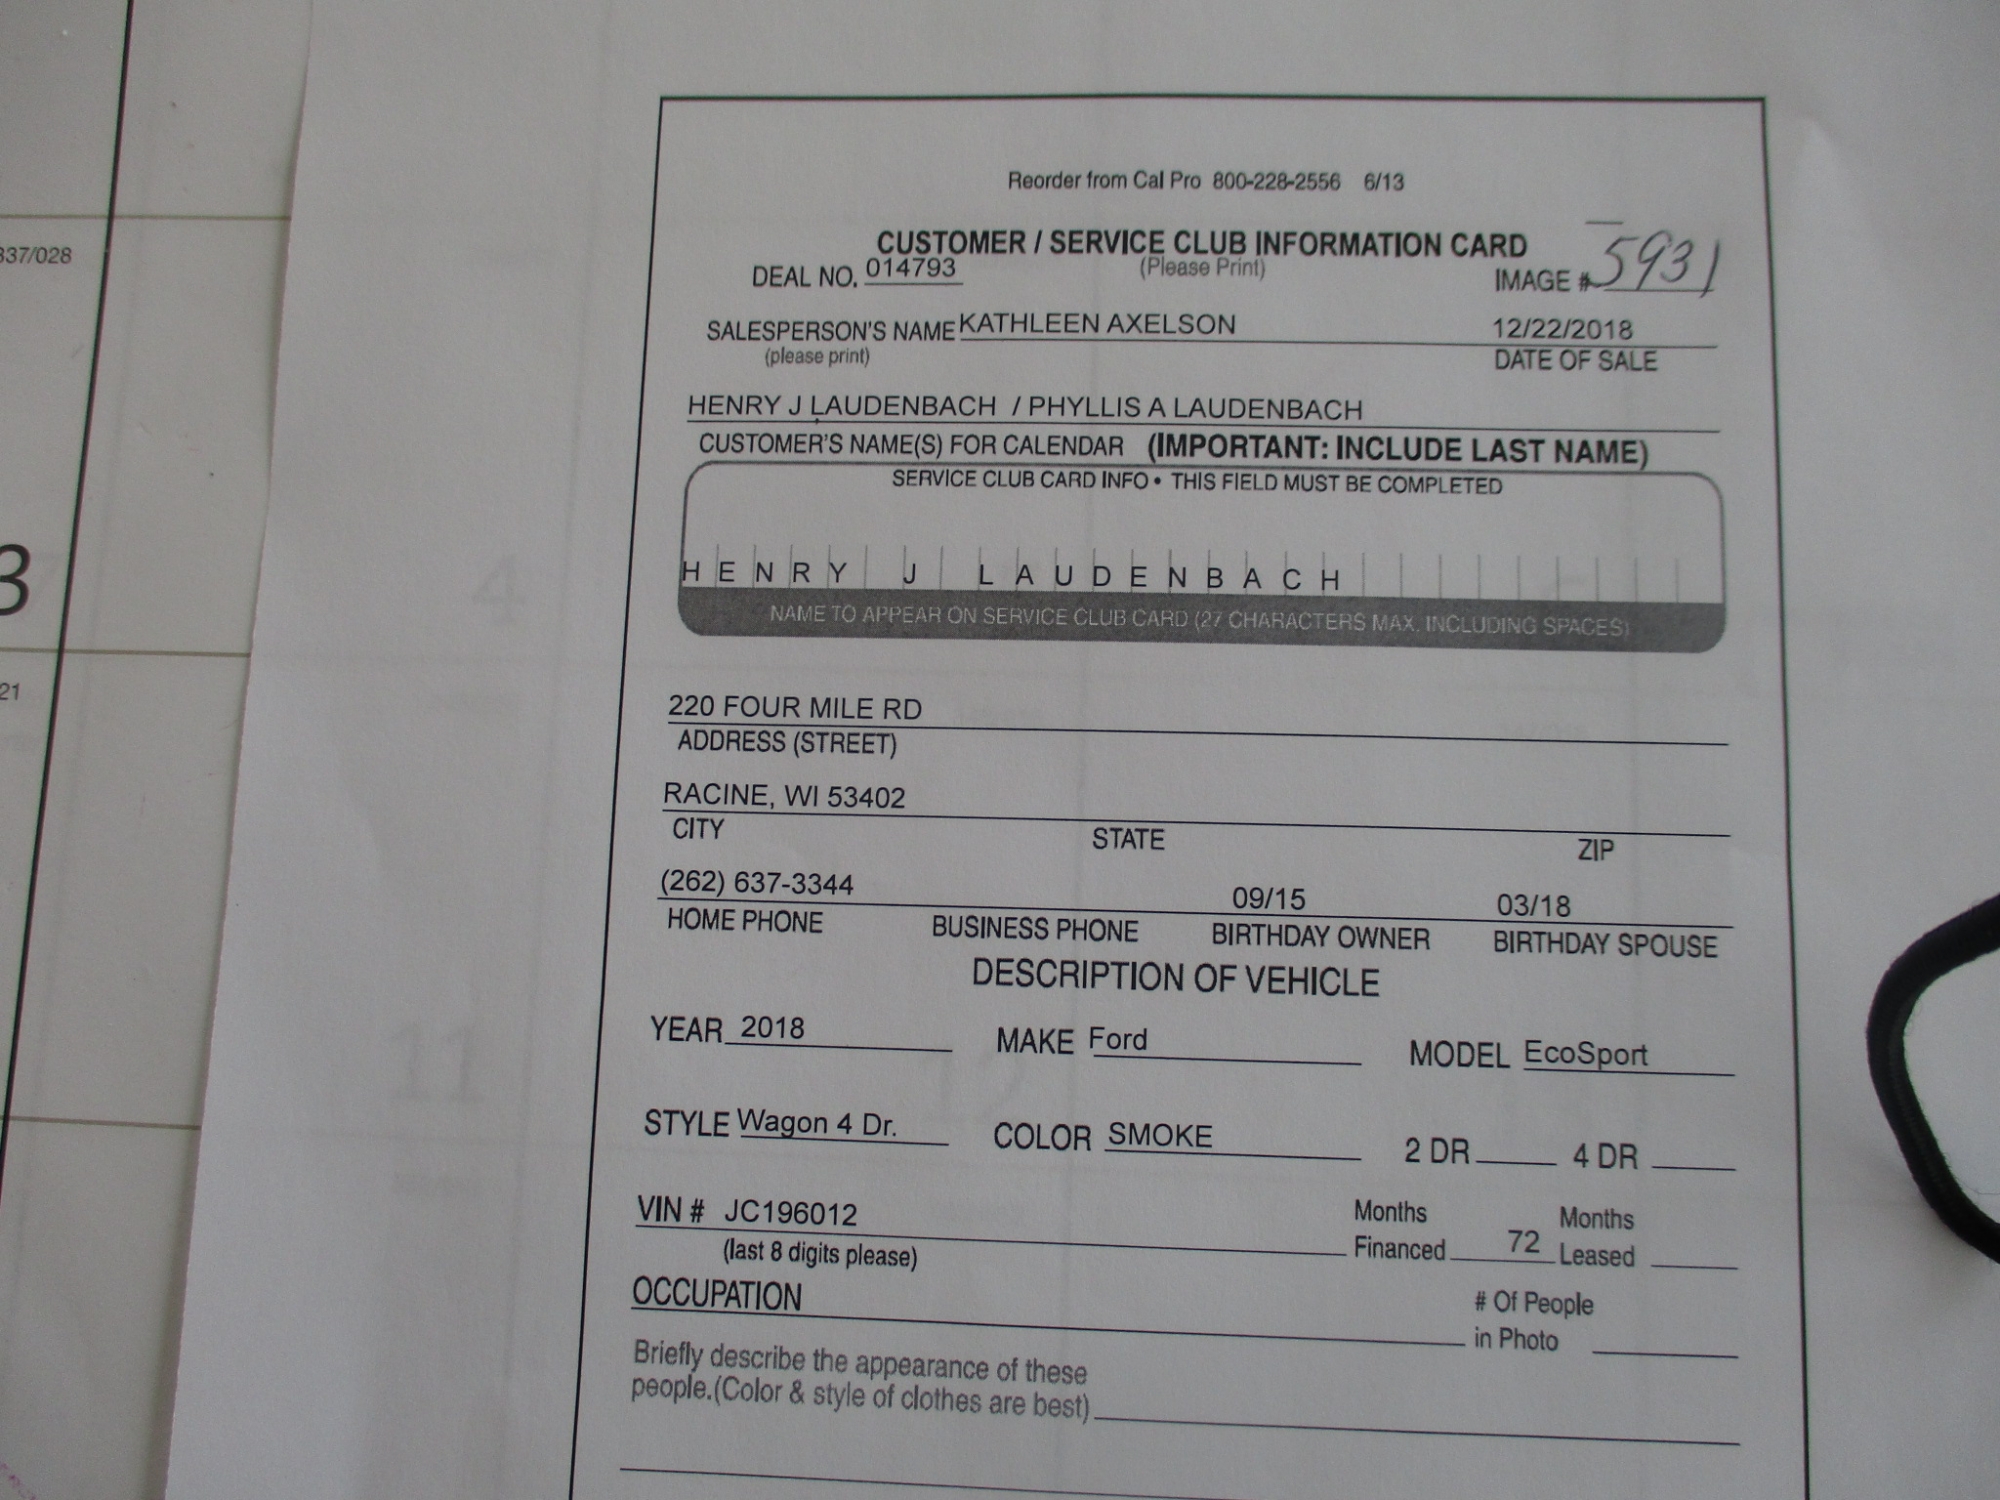 Reorder from Cal Pro 800-228-2556 6/13
CUSTOMER / SERVICE CLUB INFORMATION CARD
(Please Print)
DEAL NO. 014793
IMAGE # 5931
SALESPERSON'S NAME KATHLEEN AXELSON 12/22/2018
(please print) DATE OF SALE
HENRY J LAUDENBACH / PHYLLIS A LAUDENBACH
CUSTOMER'S NAME(S) FOR CALENDAR (IMPORTANT: INCLUDE LAST NAME)
SERVICE CLUB CARD INFO • THIS FIELD MUST BE COMPLETED
HENRY J LAUDENBACH
NAME TO APPEAR ON SERVICE CLUB CARD (27 CHARACTERS MAX. INCLUDING SPACES)
220 FOUR MILE RD
ADDRESS (STREET)
RACINE, WI 53402
CITY STATE ZIP
(262) 637-3344 09/15 03/18
HOME PHONE BUSINESS PHONE BIRTHDAY OWNER BIRTHDAY SPOUSE
DESCRIPTION OF VEHICLE
YEAR 2018 MAKE Ford MODEL EcoSport
STYLE Wagon 4 Dr. COLOR SMOKE 2 DR 4 DR
VIN # JC196012 Months Financed 72 Months Leased
(last 8 digits please)
OCCUPATION # Of People in Photo
Briefly describe the appearance of these
people.(Color & style of clothes are best)
337/028
3
21
4
11